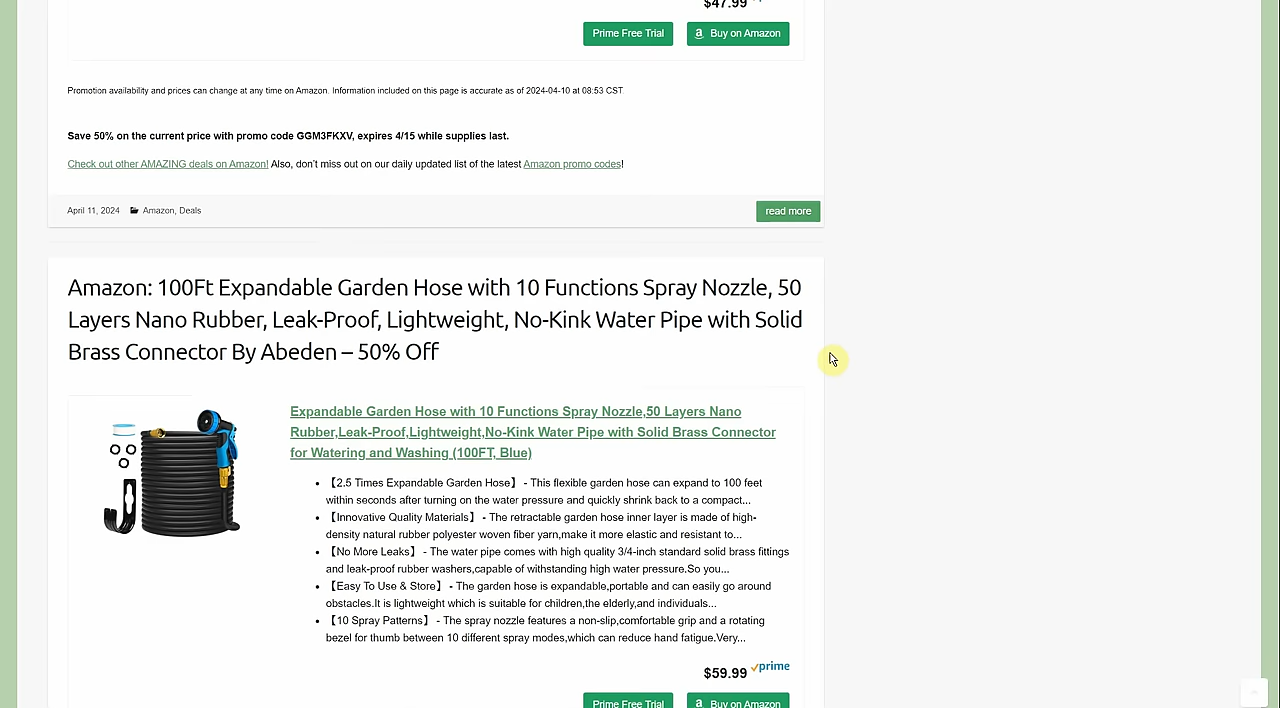 $47.99
Prime Free Trial
Buy on Amazon
Promotion availability and prices can change at any time on Amazon. Information included on this page is accurate as of 2024-04-10 at 08:53 CST.
Save 50% on the current price with promo code GGM3FKXV, expires 4/15 while supplies last.
Check out other AMAZING deals on Amazon! Also, don’t miss out on our daily updated list of the latest Amazon promo codes!
April 11, 2024 Amazon, Deals
read more
Amazon: 100Ft Expandable Garden Hose with 10 Functions Spray Nozzle, 50
Layers Nano Rubber, Leak-Proof, Lightweight, No-Kink Water Pipe with Solid
Brass Connector By Abeden – 50% Off
Expandable Garden Hose with 10 Functions Spray Nozzle,50 Layers Nano
Rubber,Leak-Proof,Lightweight,No-Kink Water Pipe with Solid Brass Connector
for Watering and Washing (100FT, Blue)
• 【2.5 Times Expandable Garden Hose】 - This flexible garden hose can expand to 100 feet
within seconds after turning on the water pressure and quickly shrink back to a compact...
• 【Innovative Quality Materials】 - The retractable garden hose inner layer is made of high-
density natural rubber polyester woven fiber yarn,make it more elastic and resistant to...
• 【No More Leaks】 - The water pipe comes with high quality 3/4-inch standard solid brass fittings
and leak-proof rubber washers,capable of withstanding high water pressure.So you...
• 【Easy To Use & Store】 - The garden hose is expandable,portable and can easily go around
obstacles.It is lightweight which is suitable for children,the elderly,and individuals...
• 【10 Spray Patterns】 - The spray nozzle features a non-slip,comfortable grip and a rotating
bezel for thumb between 10 different spray modes,which can reduce hand fatigue.Very...
$59.99 prime
Prime Free Trial
Buy on Amazon